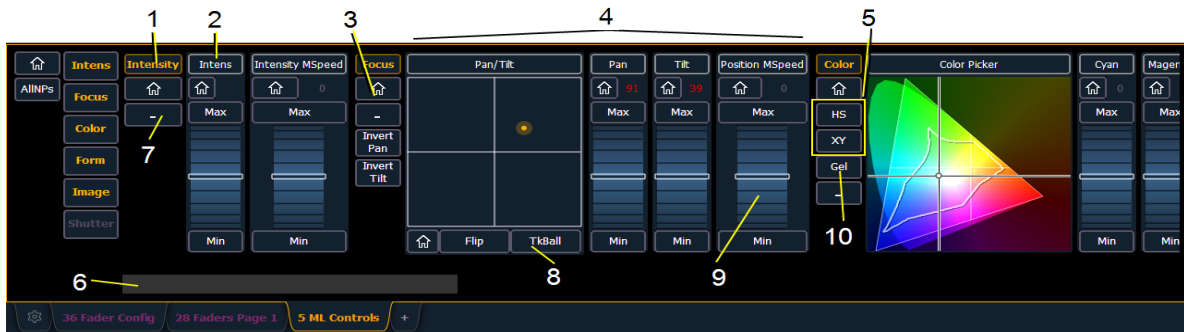 1 2 3 4 5
Intens Intensity Intens Intensity MSpeed Focus Pan/Tilt Pan Tilt Position MSpeed Color Color Picker Cyan Magen
AllNPs 0 91 39 0 0
Focus - Max Max - Max Max Max HS Max Max
Color Invert Pan XY
7
Form Invert Tilt Gel
Image -
Shutter Min Min Flip TkBall Min Min Min 10 Min Min
6 8 9
36 Fader Config 28 Faders Page 1 5 ML Controls +